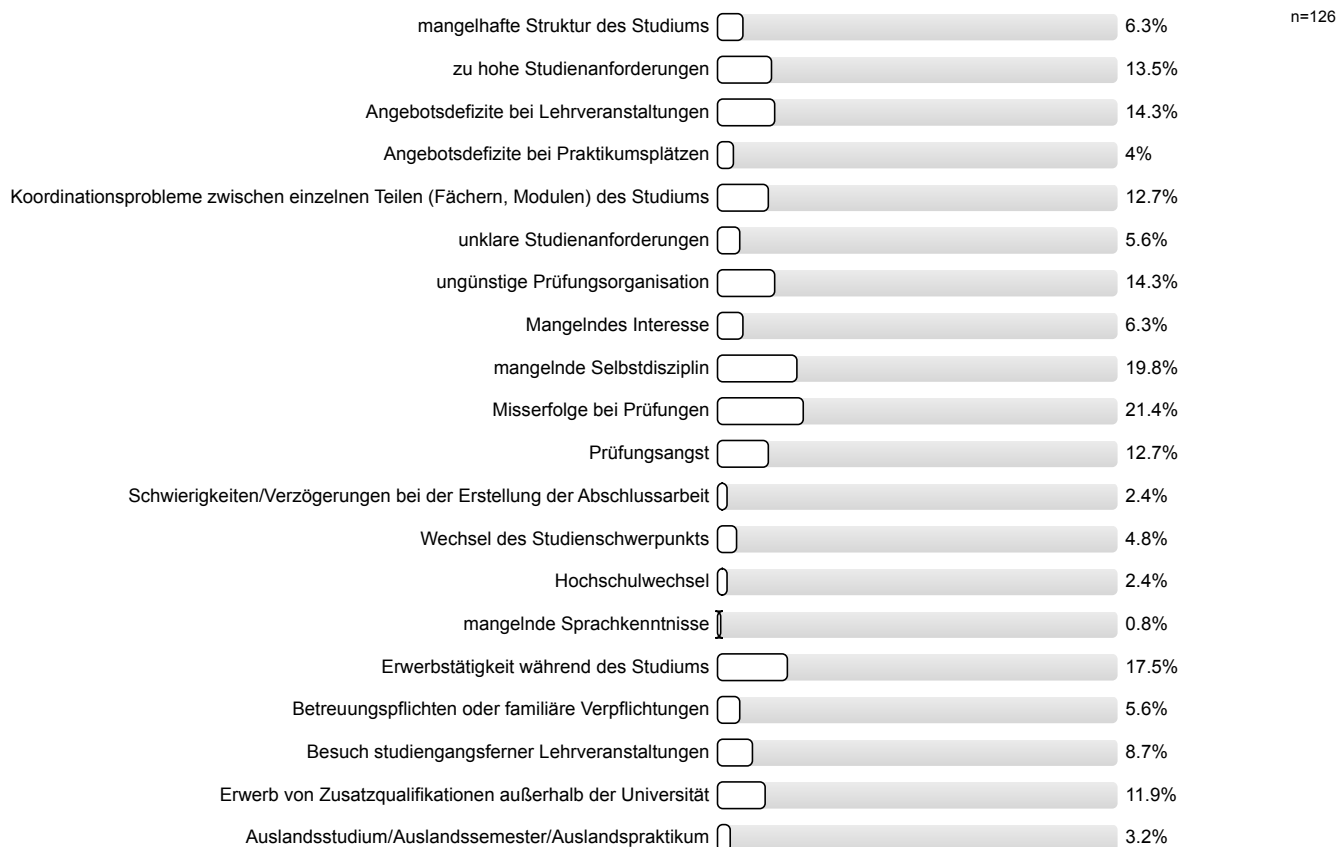 n=126
mangelhafte Struktur des Studiums 6.3%
zu hohe Studienanforderungen 13.5%
Angebotsdefizite bei Lehrveranstaltungen 14.3%
Angebotsdefizite bei Praktikumsplätzen 4%
Koordinationsprobleme zwischen einzelnen Teilen (Fächern, Modulen) des Studiums 12.7%
unklare Studienanforderungen 5.6%
ungünstige Prüfungsorganisation 14.3%
Mangelndes Interesse 6.3%
mangelnde Selbstdisziplin 19.8%
Misserfolge bei Prüfungen 21.4%
Prüfungsangst 12.7%
Schwierigkeiten/Verzögerungen bei der Erstellung der Abschlussarbeit 2.4%
Wechsel des Studienschwerpunkts 4.8%
Hochschulwechsel 2.4%
mangelnde Sprachkenntnisse 0.8%
Erwerbstätigkeit während des Studiums 17.5%
Betreuungspflichten oder familiäre Verpflichtungen 5.6%
Besuch studiengangsferner Lehrveranstaltungen 8.7%
Erwerb von Zusatzqualifikationen außerhalb der Universität 11.9%
Auslandsstudium/Auslandssemester/Auslandspraktikum 3.2%